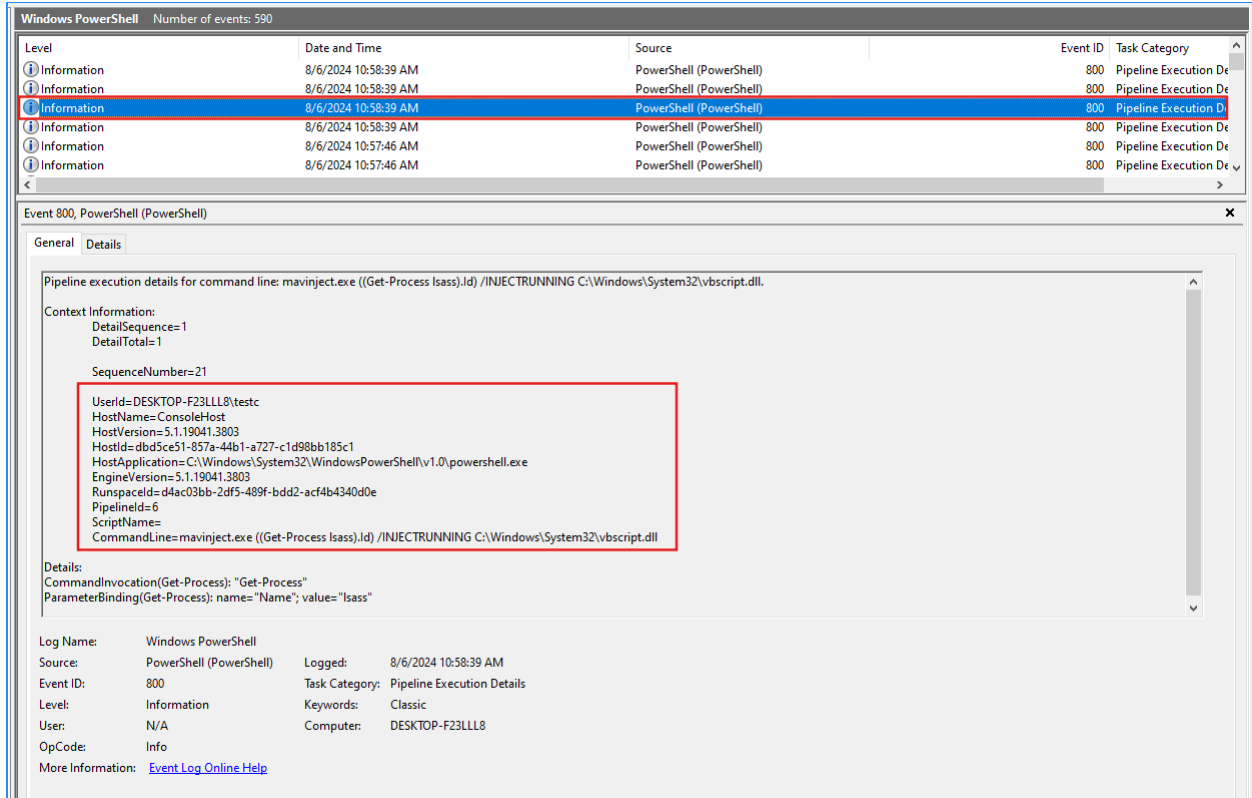 Windows PowerShell Number of events: 590
Level Date and Time Source Event ID Task Category
Information 8/6/2024 10:58:39 AM PowerShell (PowerShell) 800 Pipeline Execution De
Information 8/6/2024 10:58:39 AM PowerShell (PowerShell) 800 Pipeline Execution De
Information 8/6/2024 10:58:39 AM PowerShell (PowerShell) 800 Pipeline Execution D
Information 8/6/2024 10:58:39 AM PowerShell (PowerShell) 800 Pipeline Execution De
Information 8/6/2024 10:57:46 AM PowerShell (PowerShell) 800 Pipeline Execution De
Information 8/6/2024 10:57:46 AM PowerShell (PowerShell) 800 Pipeline Execution De
Event 800, PowerShell (PowerShell)
General Details
Pipeline execution details for command line: mavinject.exe ((Get-Process lsass).Id) /INJECTRUNNING C:\Windows\System32\vbscript.dll.
Context Information:
DetailSequence=1
DetailTotal=1
SequenceNumber=21
UserId=DESKTOP-F23LLL8\testc
HostName=ConsoleHost
HostVersion=5.1.19041.3803
HostId=dbd5ce51-857a-44b1-a727-c1d98bb185c1
HostApplication=C:\Windows\System32\WindowsPowerShell\v1.0\powershell.exe
EngineVersion=5.1.19041.3803
RunspaceId=d4ac03bb-2df5-489f-bdd2-acf4b4340d0e
PipelineId=6
ScriptName=
CommandLine=mavinject.exe ((Get-Process lsass).Id) /INJECTRUNNING C:\Windows\System32\vbscript.dll
Details:
CommandInvocation(Get-Process): "Get-Process"
ParameterBinding(Get-Process): name="Name"; value="lsass"
Log Name: Windows PowerShell
Source: PowerShell (PowerShell) Logged: 8/6/2024 10:58:39 AM
Event ID: 800 Task Category: Pipeline Execution Details
Level: Information Keywords: Classic
User: N/A Computer: DESKTOP-F23LLL8
OpCode: Info
More Information: Event Log Online Help